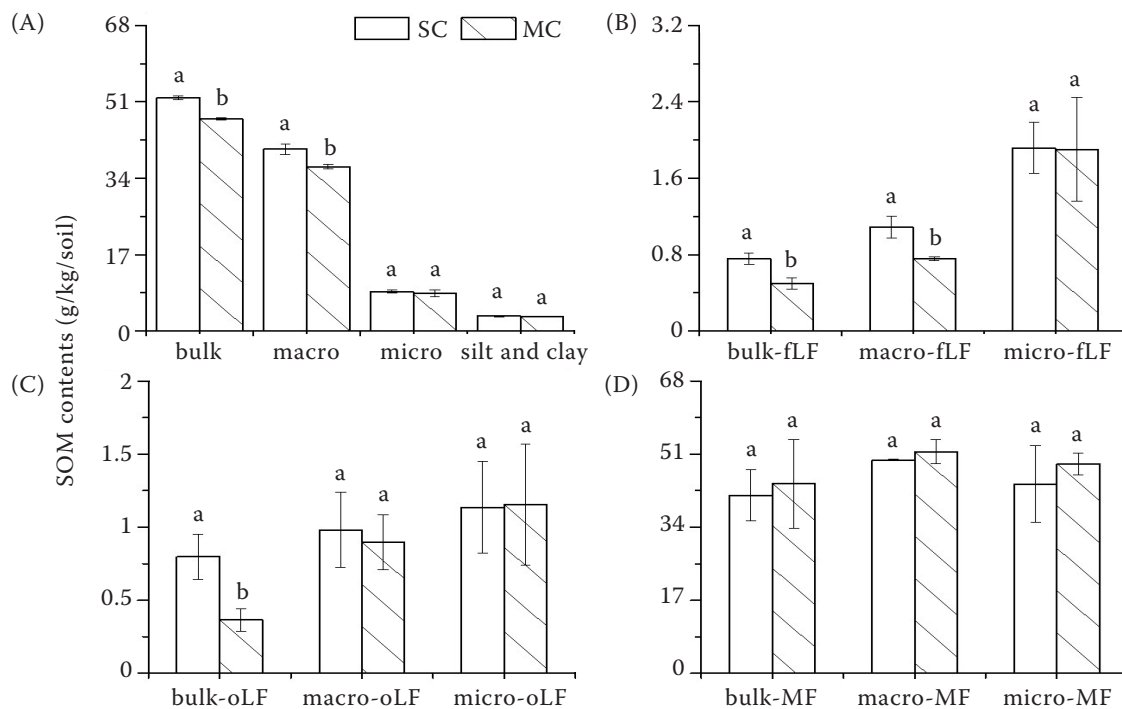 (A)
68
51
34
17
0
SC MC
a b
a b
a a
a a
bulk macro micro silt and clay
(B)
3.2
2.4
1.6
0.8
0
a b
a b
a a
bulk-fLF macro-fLF micro-fLF
SOM contents (g/kg/soil)
(C)
2
1.5
1
0.5
0
a b
a a
a a
bulk-oLF macro-oLF micro-oLF
(D)
68
51
34
17
0
a a
a a
a a
bulk-MF macro-MF micro-MF